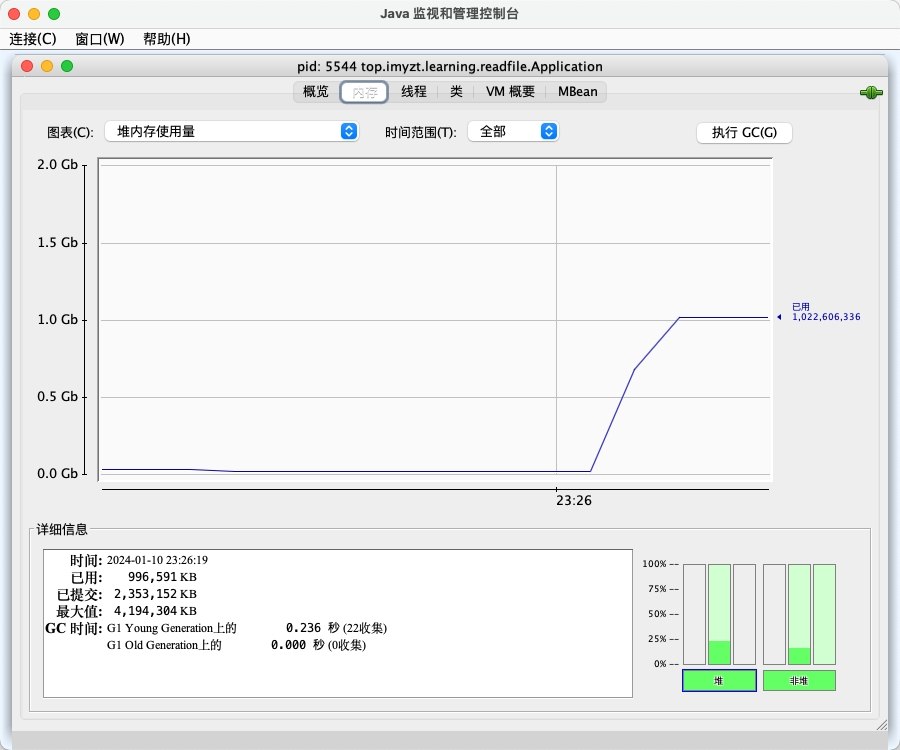 Java 监视和管理控制台
连接(C) 窗口(W) 帮助(H)
pid: 5544 top.imyzt.learning.readfile.Application
概览 内存 线程 类 VM 概要 MBean
图表(C): 堆内存使用量 时间范围(T): 全部 执行 GC(G)
2.0 Gb
1.5 Gb
1.0 Gb
0.5 Gb
0.0 Gb
已用
1,022,606,336
23:26
详细信息
时间: 2024-01-10 23:26:19
已用: 996,591 KB
已提交: 2,353,152 KB
最大值: 4,194,304 KB
GC 时间: G1 Young Generation上的 0.236 秒 (22收集)
G1 Old Generation上的 0.000 秒 (0收集)
100%
75%
50%
25%
0%
堆 非堆